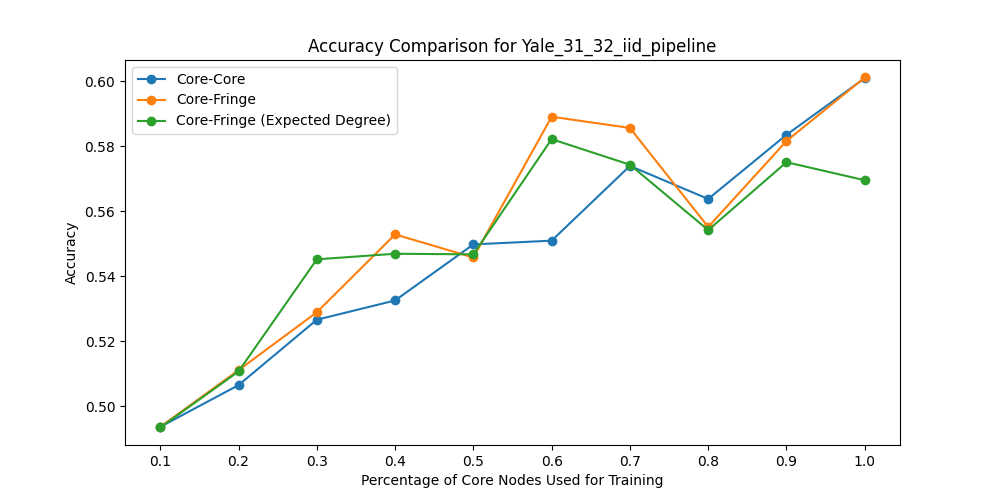 Accuracy Comparison for Yale_31_32_iid_pipeline
Core-Core
Core-Fringe
Core-Fringe (Expected Degree)
Accuracy
0.60
0.58
0.56
0.54
0.52
0.50
0.1 0.2 0.3 0.4 0.5 0.6 0.7 0.8 0.9 1.0
Percentage of Core Nodes Used for Training